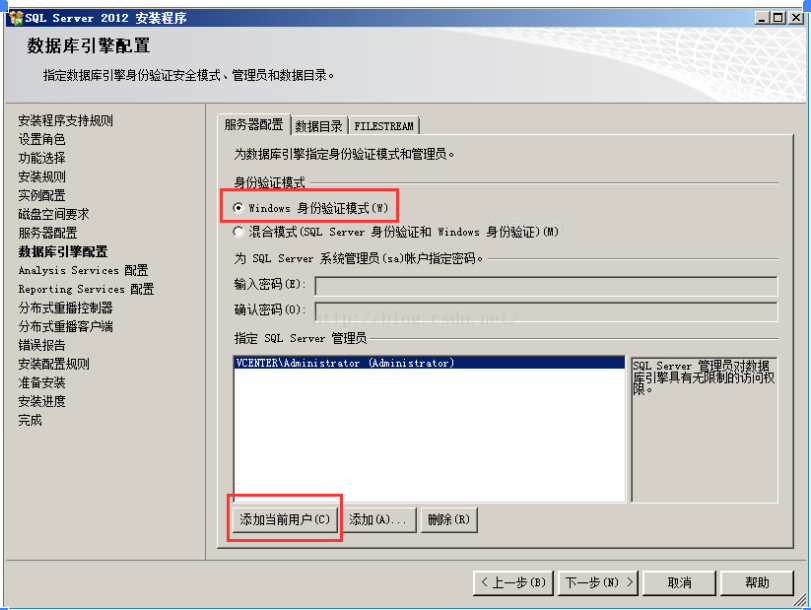 SQL Server 2012 安装程序
数据库引擎配置
指定数据库引擎身份验证安全模式、管理员和数据目录。
安装程序支持规则
设置角色
功能选择
安装规则
实例配置
磁盘空间要求
服务器配置
数据库引擎配置
Analysis Services 配置
Reporting Services 配置
分布式重播控制器
分布式重播客户端
错误报告
安装配置规则
准备安装
安装进度
完成
服务器配置 数据目录 FILESTREAM
为数据库引擎指定身份验证模式和管理员。
身份验证模式
Windows 身份验证模式(W)
混合模式(SQL Server 身份验证和 Windows 身份验证)(M)
为 SQL Server 系统管理员(sa)帐户指定密码。
输入密码(E):
确认密码(O):
http://blog.csdn.net/
指定 SQL Server 管理员
VCENTER\Administrator (Administrator)
SQL Server 管理员对数据
库引擎具有无限制的访问权
限。
添加当前用户(C) 添加(A)... 删除(R)
< 上一步(B) 下一步(N) > 取消 帮助